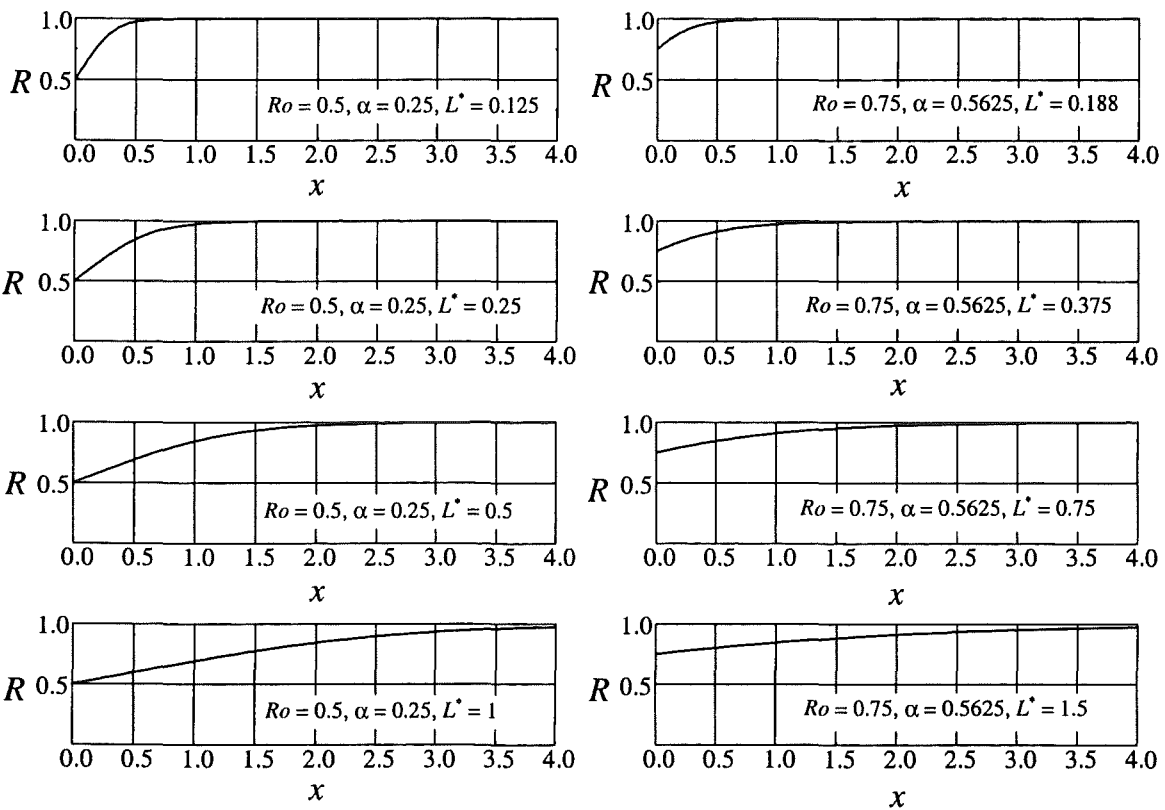 1.0
R 0.5
Ro = 0.5, α = 0.25, L* = 0.125
0.0 0.5 1.0 1.5 2.0 2.5 3.0 3.5 4.0
x
1.0
R 0.5
Ro = 0.75, α = 0.5625, L* = 0.188
0.0 0.5 1.0 1.5 2.0 2.5 3.0 3.5 4.0
x
1.0
R 0.5
Ro = 0.5, α = 0.25, L* = 0.25
0.0 0.5 1.0 1.5 2.0 2.5 3.0 3.5 4.0
x
1.0
R 0.5
Ro = 0.75, α = 0.5625, L* = 0.375
0.0 0.5 1.0 1.5 2.0 2.5 3.0 3.5 4.0
x
1.0
R 0.5
Ro = 0.5, α = 0.25, L* = 0.5
0.0 0.5 1.0 1.5 2.0 2.5 3.0 3.5 4.0
x
1.0
R 0.5
Ro = 0.75, α = 0.5625, L* = 0.75
0.0 0.5 1.0 1.5 2.0 2.5 3.0 3.5 4.0
x
1.0
R 0.5
Ro = 0.5, α = 0.25, L* = 1
0.0 0.5 1.0 1.5 2.0 2.5 3.0 3.5 4.0
x
1.0
R 0.5
Ro = 0.75, α = 0.5625, L* = 1.5
0.0 0.5 1.0 1.5 2.0 2.5 3.0 3.5 4.0
x